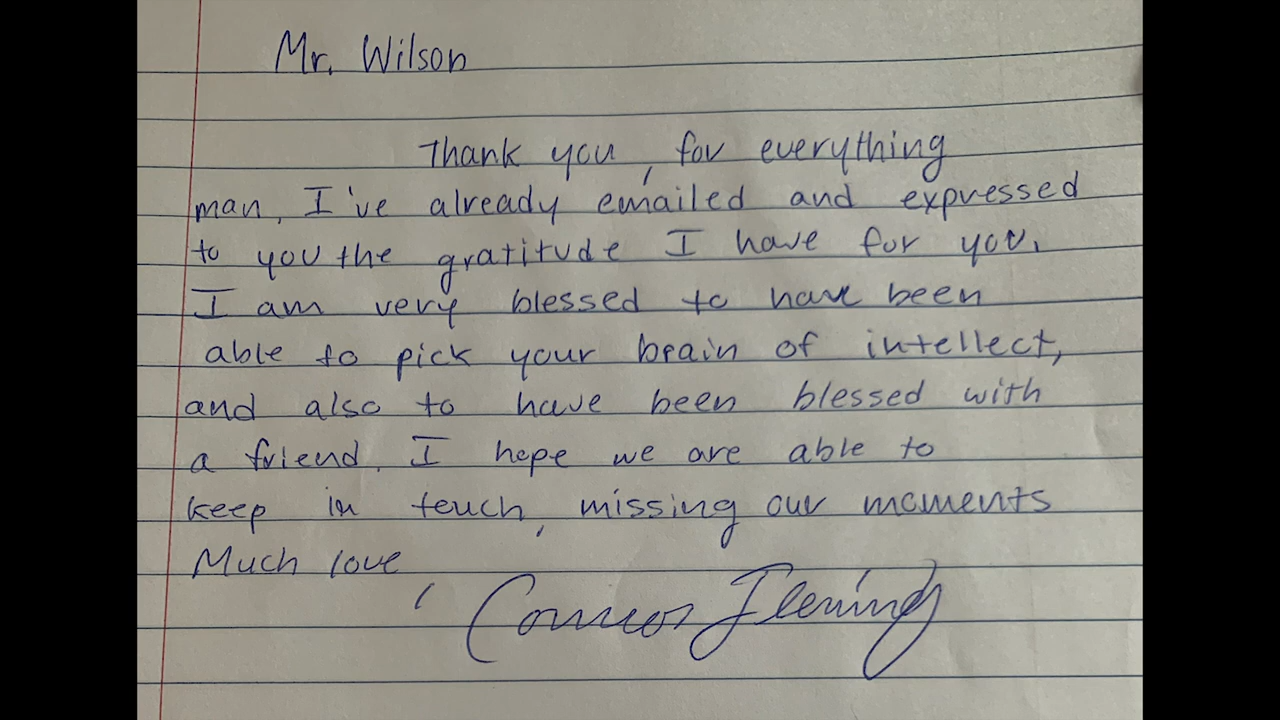 Mr. Wilson
Thank you, for everything
man, I've already emailed and expressed
to you the gratitude I have for you.
I am very blessed to have been
able to pick your brain of intellect,
and also to have been blessed with
a friend. I hope we are able to
keep in touch, missing our moments
Much love,
Connor Fleming